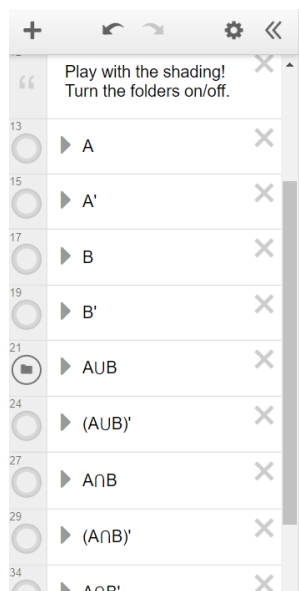 Play with the shading!
Turn the folders on/off.
13
A
15
A'
17
B
19
B'
21
A∪B
24
(A∪B)'
27
A∩B
29
(A∩B)'
34
A∩B'